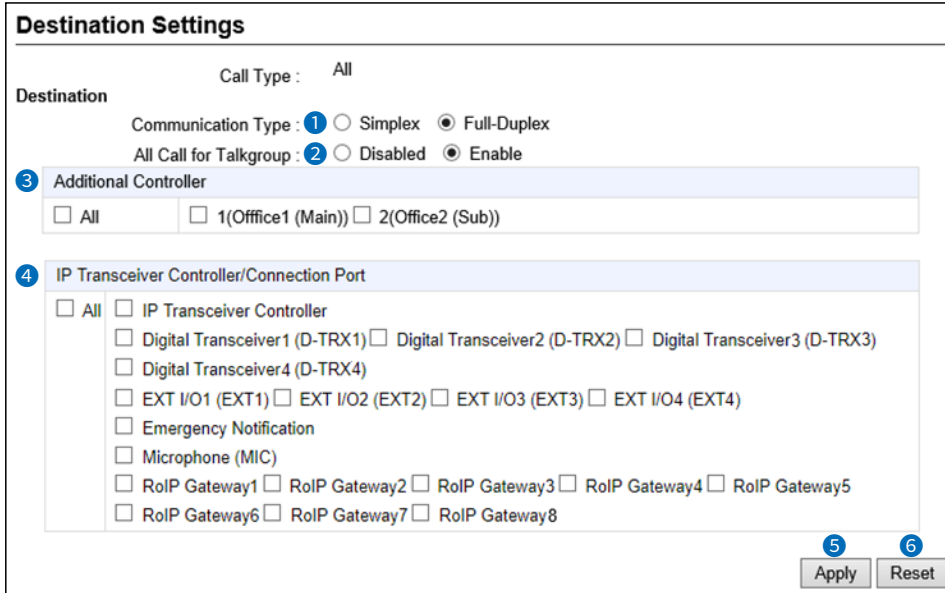 Destination Settings
Call Type : All
Destination
Communication Type : 1 Simplex Full-Duplex
All Call for Talkgroup : 2 Disabled Enable
3 Additional Controller
All 1(Offfice1 (Main)) 2(Office2 (Sub))
4 IP Transceiver Controller/Connection Port
All IP Transceiver Controller
Digital Transceiver1 (D-TRX1) Digital Transceiver2 (D-TRX2) Digital Transceiver3 (D-TRX3)
Digital Transceiver4 (D-TRX4)
EXT I/O1 (EXT1) EXT I/O2 (EXT2) EXT I/O3 (EXT3) EXT I/O4 (EXT4)
Emergency Notification
Microphone (MIC)
RoIP Gateway1 RoIP Gateway2 RoIP Gateway3 RoIP Gateway4 RoIP Gateway5
RoIP Gateway6 RoIP Gateway7 RoIP Gateway8
5 6
Apply Reset